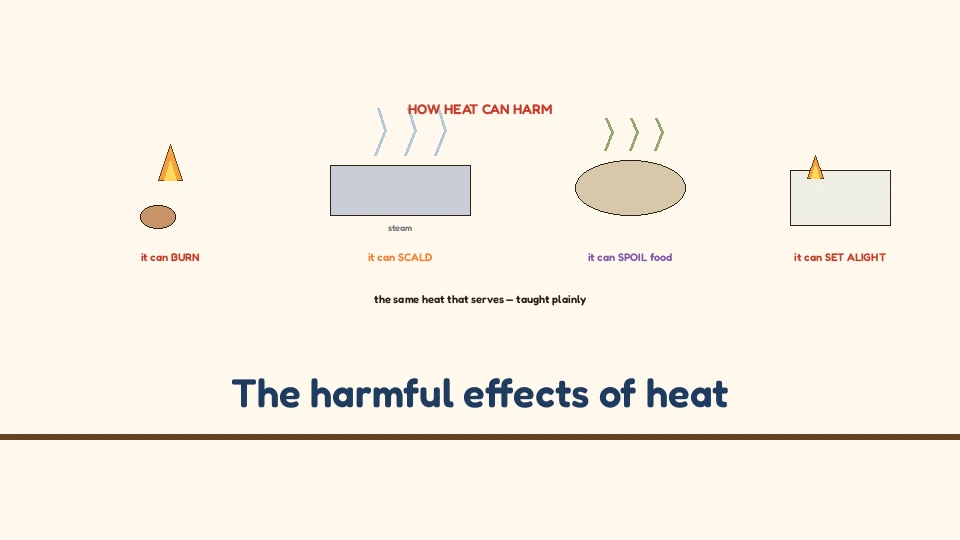 HOW HEAT CAN HARM
steam
it can BURN
it can SCALD
it can SPOIL food
it can SET ALIGHT
the same heat that serves — taught plainly
The harmful effects of heat